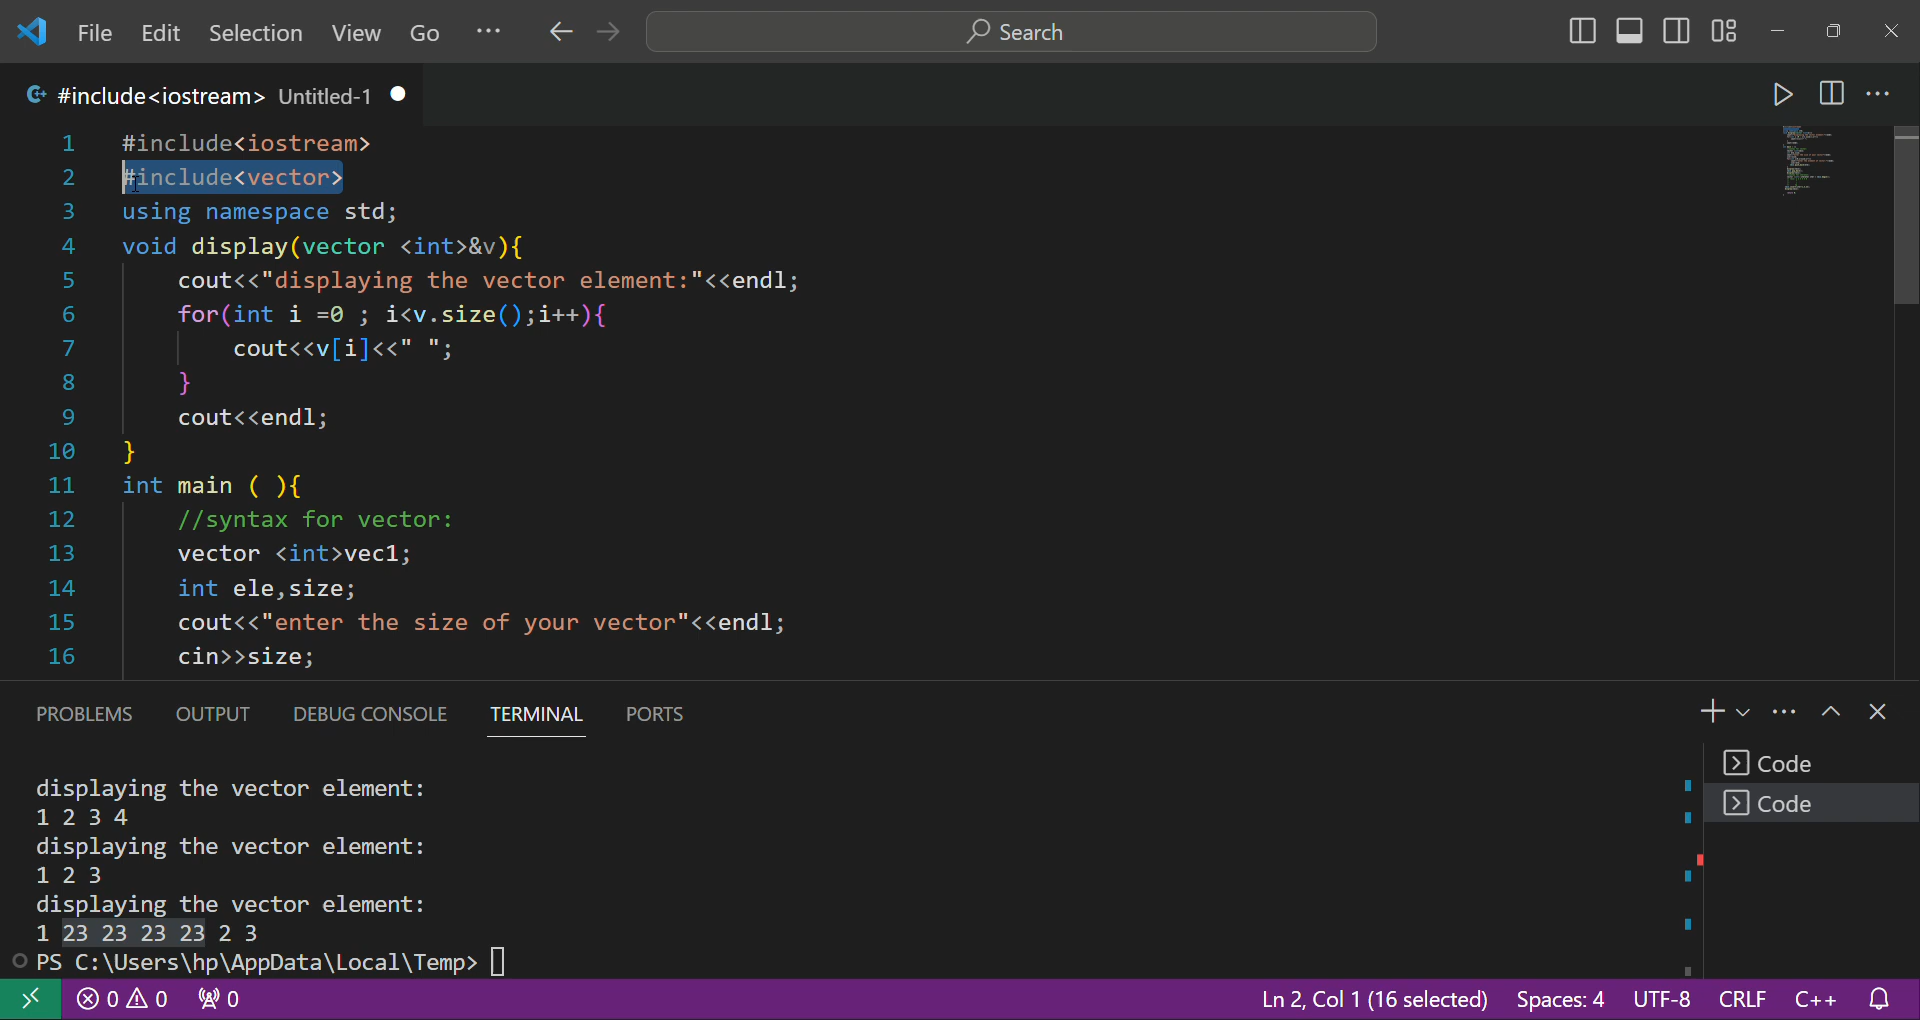 File Edit Selection View Go ··· Search
#include<iostream> Untitled-1
1 #include<iostream>
2 #include<vector>
3 using namespace std;
4 void display(vector <int>&v){
5 cout<<"displaying the vector element:"<<endl;
6 for(int i =0 ; i<v.size();i++){
7 cout<<v[i]<<" ";
8 }
9 cout<<endl;
10 }
11 int main ( ){
12 //syntax for vector:
13 vector <int>vec1;
14 int ele,size;
15 cout<<"enter the size of your vector"<<endl;
16 cin>>size;
PROBLEMS OUTPUT DEBUG CONSOLE TERMINAL PORTS
Code
Code
displaying the vector element:
1 2 3 4
displaying the vector element:
1 2 3
displaying the vector element:
1 23 23 23 23 2 3
PS C:\Users\hp\AppData\Local\Temp>
0 0 0 Ln 2, Col 1 (16 selected) Spaces: 4 UTF-8 CRLF C++